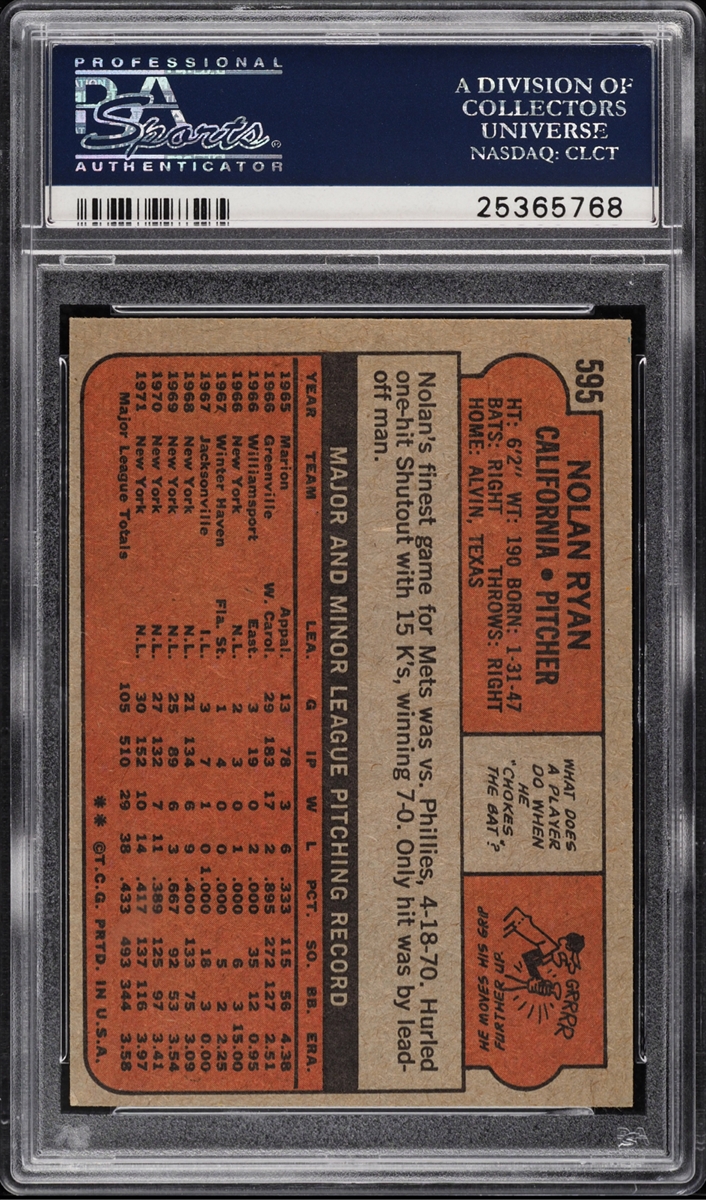 PROFESSIONAL
PSA
Sports®
AUTHENTICATOR
A DIVISION OF
COLLECTORS
UNIVERSE
NASDAQ: CLCT
25365768
595
NOLAN RYAN
CALIFORNIA • PITCHER
HT: 6'2" WT: 190 BORN: 1-31-47
BATS: RIGHT THROWS: RIGHT
HOME: ALVIN, TEXAS
WHAT DOES
A PLAYER
DO WHEN
HE
"CHOKES"
THE BAT"?
GRRRR
HE MOVES HIS GRIP
FURTHER UP.
Nolan's finest game for Mets was vs. Phillies, 4-18-70. Hurled
one-hit Shutout with 15 K's, winning 7-0. Only hit was by lead-
off man.
MAJOR AND MINOR LEAGUE PITCHING RECORD
YEAR TEAM LEA. G IP W L PCT. SO. BB. ERA.
1965 Marion Appal. 13 78 3 6 .333 115 56 4.38
1966 Greenville W. Carol. 29 183 17 2 .895 272 127 2.51
1966 Williamsport East. 3 19 0 2 .000 35 12 0.95
1966 New York N.L. 2 3 0 1 .000 6 3 15.00
1967 Winter Haven Fla. St. 1 4 0 0 .000 5 2 2.25
1967 Jacksonville I.L. 3 7 1 0 1.000 18 3 0.00
1968 New York N.L. 21 134 6 9 .400 133 75 3.09
1969 New York N.L. 25 89 6 3 .667 92 53 3.54
1970 New York N.L. 27 132 7 11 .389 125 97 3.41
1971 New York N.L. 30 152 10 14 .417 137 116 3.97
Major League Totals 105 510 29 38 .433 493 344 3.58
** ©T.C.G. PRTD. IN U.S.A.